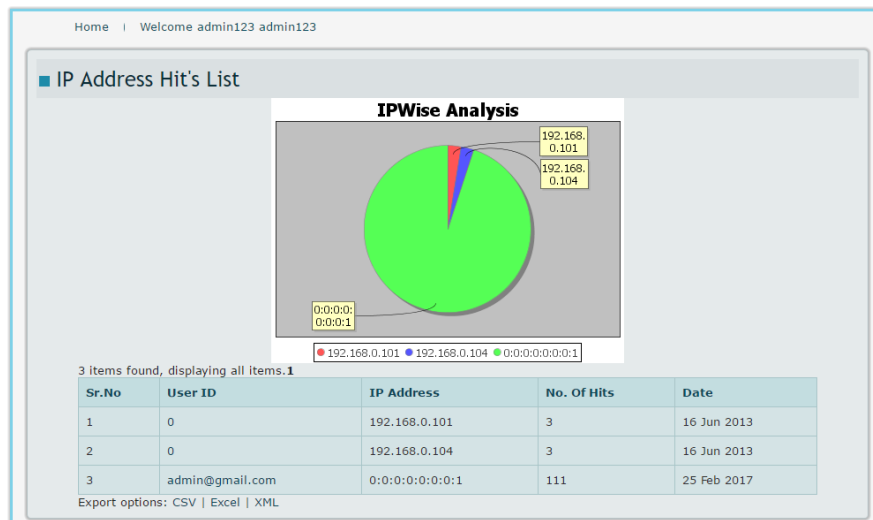 Home | Welcome admin123 admin123
IP Address Hit's List
IPWise Analysis
192.168.
0.101
192.168.
0.104
0:0:0:0:
0:0:0:1
192.168.0.101 192.168.0.104 0:0:0:0:0:0:0:1
3 items found, displaying all items.1
Sr.No User ID IP Address No. Of Hits Date
1 0 192.168.0.101 3 16 Jun 2013
2 0 192.168.0.104 3 16 Jun 2013
3 admin@gmail.com 0:0:0:0:0:0:0:1 111 25 Feb 2017
Export options: CSV | Excel | XML